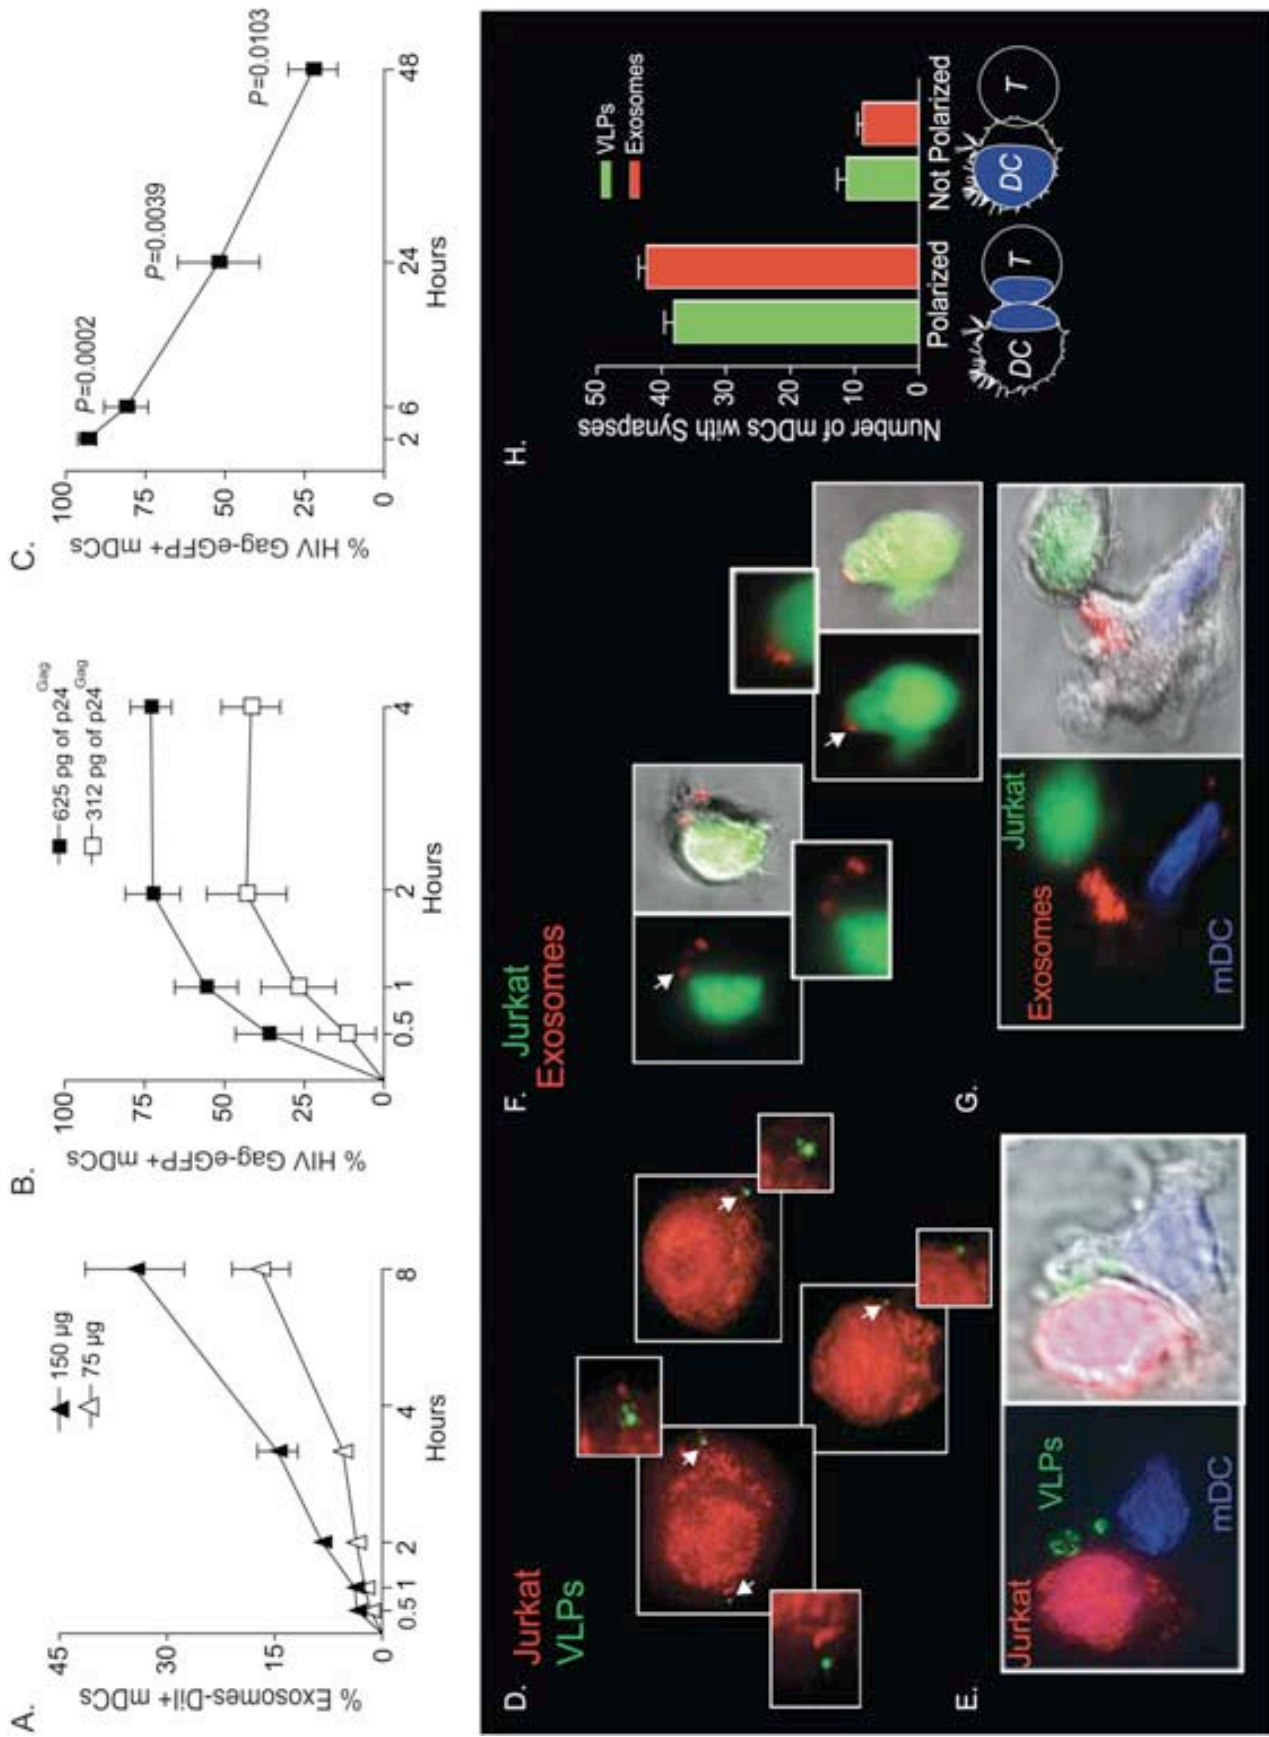 A.
% Exosomes-DiI+ mDCs
45
30
15
0
0.5
1
2
4
8
Hours
150 µg
75 µg
B.
% HIV Gag-eGFP+ mDCs
100
75
50
25
0
0.5
1
2
4
Hours
625 pg of p24Gag
312 pg of p24Gag
C.
% HIV Gag-eGFP+ mDCs
100
75
50
25
0
2
6
24
48
Hours
P=0.0002
P=0.0039
P=0.0103
D.
Jurkat
VLPs
E.
Jurkat
VLPs
mDC
F.
Jurkat
Exosomes
G.
Exosomes
Jurkat
mDC
H.
Number of mDCs with Synapses
50
40
30
20
10
0
VLPs
Exosomes
Polarized
Not Polarized
DC
T
DC
T